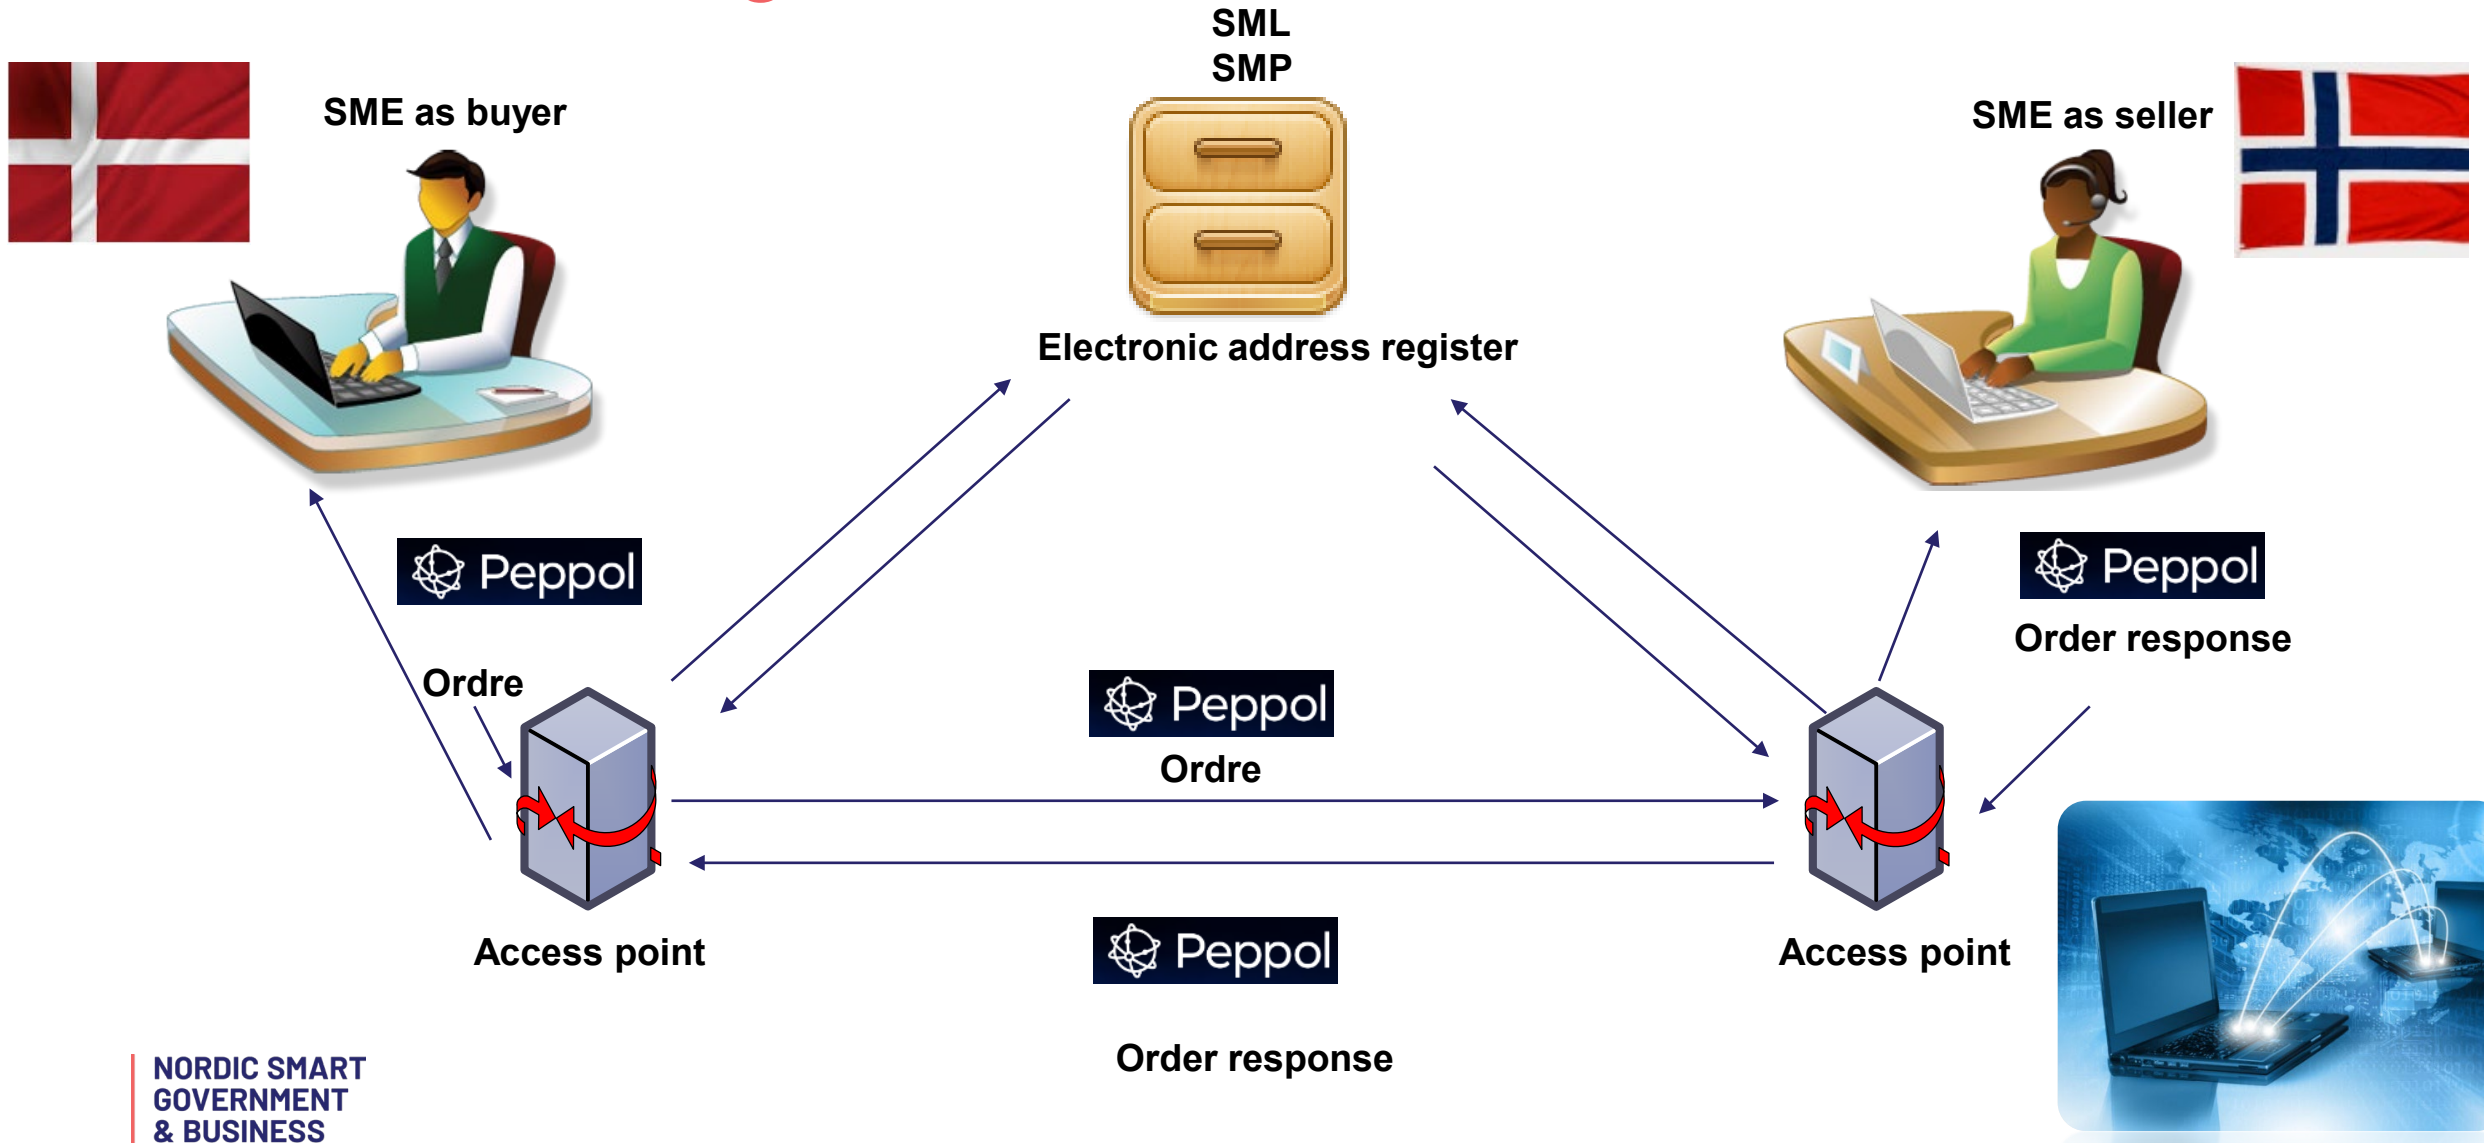 SML
SMP
SME as buyer
SME as seller
Electronic address register
Peppol
Peppol
Order response
Ordre
Peppol
Ordre
Access point
Peppol
Access point
Order response
NORDIC SMART
GOVERNMENT
& BUSINESS